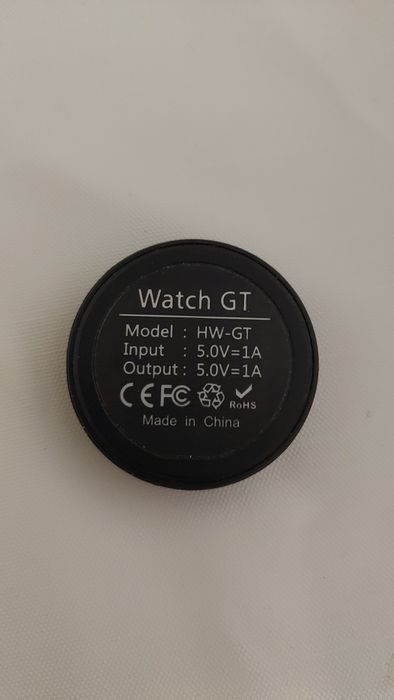 Watch GT
Model : HW-GT
Input : 5.0V=1A
Output : 5.0V=1A
CE FC RoHS
Made in China